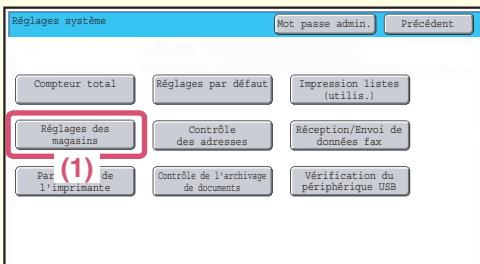 Réglages système
Mot passe admin.
Précédent
Compteur total
Réglages par défaut
Impression listes
(utilis.)
Réglages des
magasins
Contrôle
des adresses
Réception/Envoi de
données fax
(1)
de
l'imprimante
Contrôle de l'archivage
de documents
Vérification du
périphérique USB